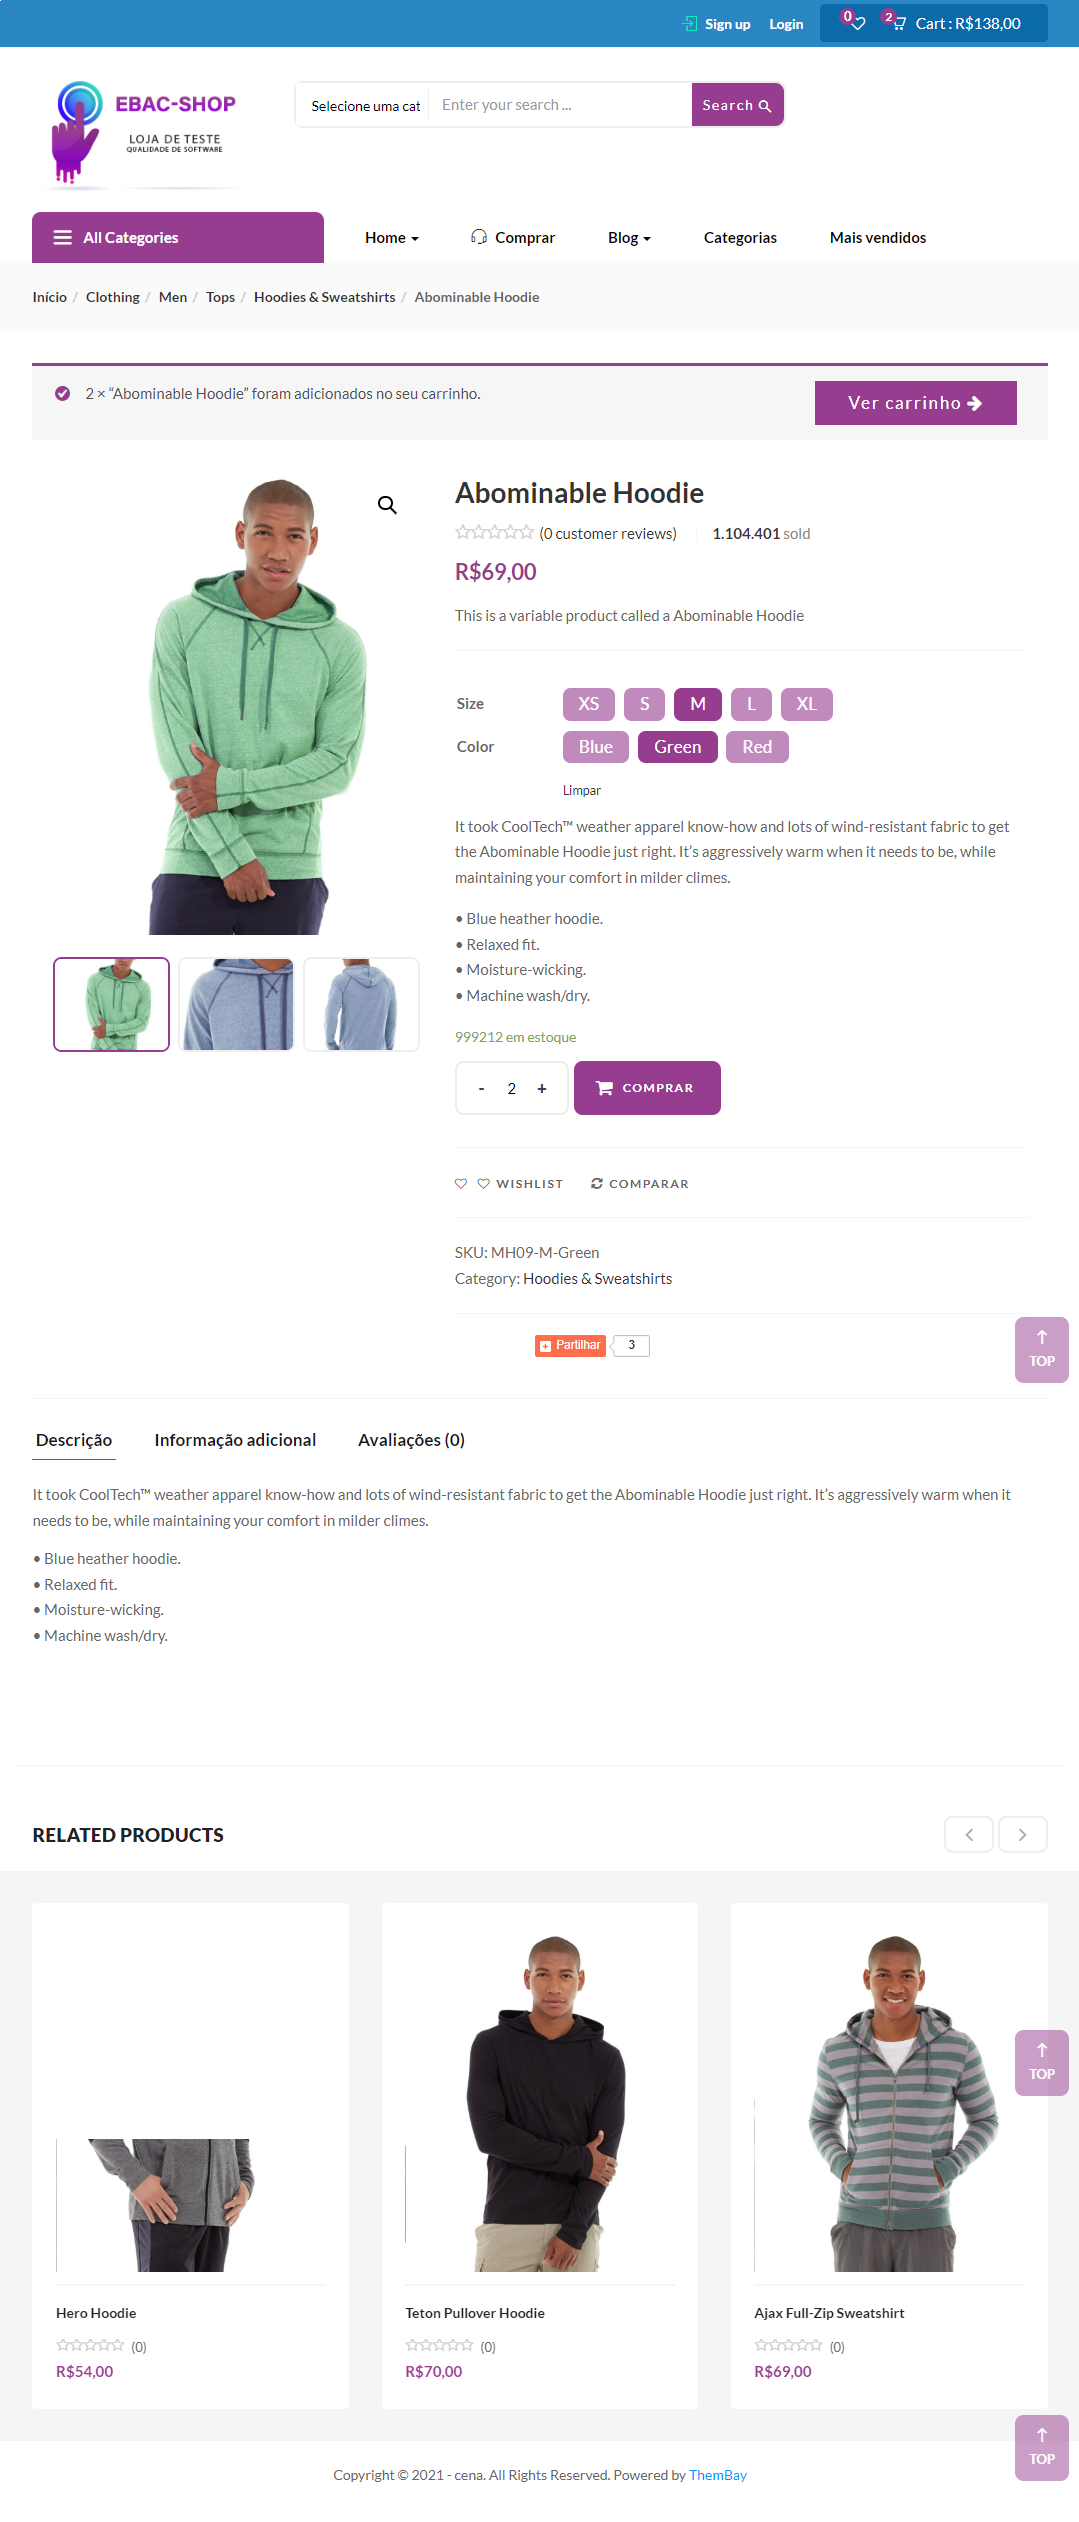 Sign up Login 0 2 Cart : R$138,00
EBAC-SHOP
LOJA DE TESTE
QUALIDADE DE SOFTWARE
Selecione uma cat Enter your search ... Search
All Categories Home Comprar Blog Categorias Mais vendidos
Início / Clothing / Men / Tops / Hoodies & Sweatshirts / Abominable Hoodie
2 × “Abominable Hoodie” foram adicionados no seu carrinho. Ver carrinho
Abominable Hoodie
(0 customer reviews) 1.104.401 sold
R$69,00
This is a variable product called a Abominable Hoodie
Size XS S M L XL
Color Blue Green Red
Limpar
It took CoolTech™ weather apparel know-how and lots of wind-resistant fabric to get
the Abominable Hoodie just right. It’s aggressively warm when it needs to be, while
maintaining your comfort in milder climes.
• Blue heather hoodie.
• Relaxed fit.
• Moisture-wicking.
• Machine wash/dry.
999212 em estoque
- 2 + COMPRAR
WISHLIST COMPARAR
SKU: MH09-M-Green
Category: Hoodies & Sweatshirts
Partilhar 3
TOP
Descrição Informação adicional Avaliações (0)
It took CoolTech™ weather apparel know-how and lots of wind-resistant fabric to get the Abominable Hoodie just right. It’s aggressively warm when it
needs to be, while maintaining your comfort in milder climes.
• Blue heather hoodie.
• Relaxed fit.
• Moisture-wicking.
• Machine wash/dry.
RELATED PRODUCTS
TOP
Hero Hoodie
(0)
R$54,00
Teton Pullover Hoodie
(0)
R$70,00
Ajax Full-Zip Sweatshirt
(0)
R$69,00
TOP
Copyright © 2021 - cena. All Rights Reserved. Powered by ThemBay